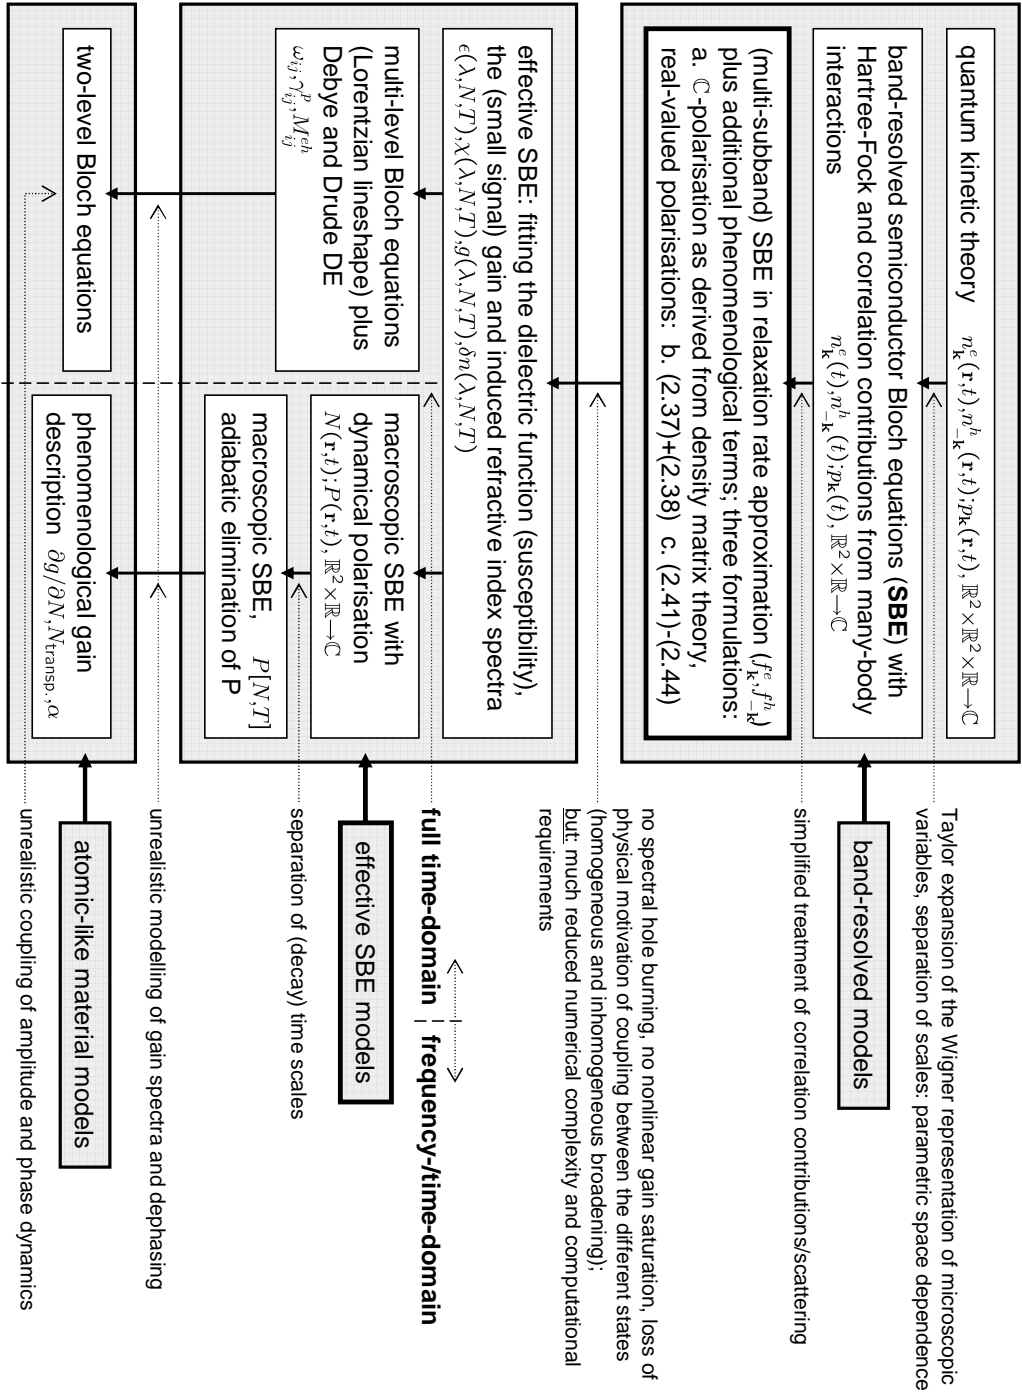 quantum kinetic theory n^e_k(r,t),n^h_-k(r,t);p_k(r,t), ℝ²×ℝ²×ℝ→ℂ
band-resolved semiconductor Bloch equations (SBE) with
Hartree-Fock and correlation contributions from many-body
interactions n^e_k(t),n^h_-k(t);p_k(t), ℝ²×ℝ→ℂ
(multi-subband) SBE in relaxation rate approximation (f^e_k,f^h_-k)
plus additional phenomenological terms; three formulations:
a. ℂ-polarisation as derived from density matrix theory,
real-valued polarisations: b. (2.37)+(2.38) c. (2.41)-(2.44)
band-resolved models
Taylor expansion of the Wigner representation of microscopic
variables, separation of scales: parametric space dependence
simplified treatment of correlation contributions/scattering
no spectral hole burning, no nonlinear gain saturation, loss of
physical motivation of coupling between the different states
(homogeneous and inhomogeneous broadening);
but: much reduced numerical complexity and computational
requirements
effective SBE: fitting the dielectric function (susceptibility),
the (small signal) gain and induced refractive index spectra
ϵ(λ,N,T),χ(λ,N,T),g(λ,N,T),δn(λ,N,T)
multi-level Bloch equations
(Lorentzian lineshape) plus
Debye and Drude DE
ω_ij,γ^p_ij,M^eh_ij
macroscopic SBE with
dynamical polarisation
N(r,t);P(r,t), ℝ²×ℝ→ℂ
macroscopic SBE, P[N,T]
adiabatic elimination of P
full time-domain frequency-/time-domain
effective SBE models
separation of (decay) time scales
two-level Bloch equations
phenomenological gain
description ∂g/∂N,N_transp.,α
unrealistic modelling of gain spectra and dephasing
atomic-like material models
unrealistic coupling of amplitude and phase dynamics